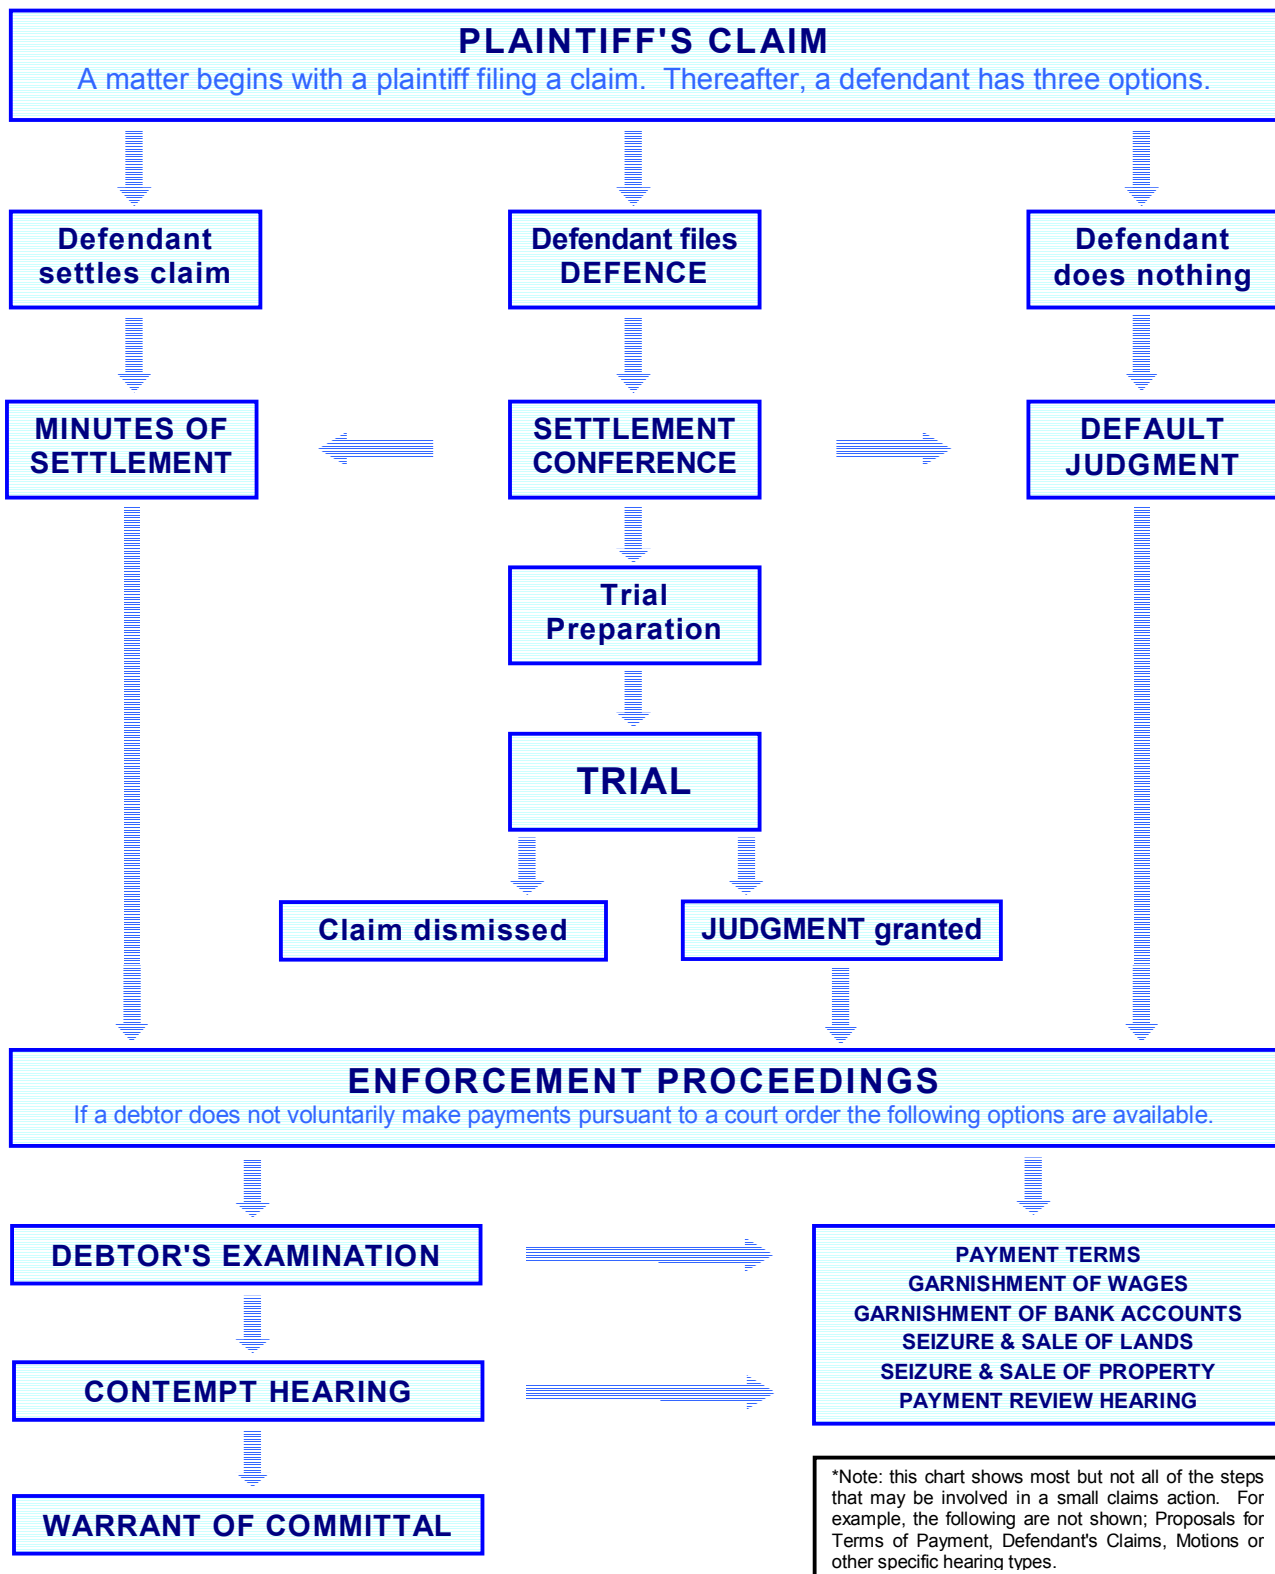 PLAINTIFF'S CLAIM
A matter begins with a plaintiff filing a claim.  Thereafter, a defendant has three options.
Defendant
settles claim
Defendant files
DEFENCE
Defendant
does nothing
MINUTES OF
SETTLEMENT
SETTLEMENT
CONFERENCE
DEFAULT
JUDGMENT
Trial
Preparation
TRIAL
Claim dismissed
JUDGMENT granted
ENFORCEMENT PROCEEDINGS
If a debtor does not voluntarily make payments pursuant to a court order the following options are available.
DEBTOR'S EXAMINATION
PAYMENT TERMS
GARNISHMENT OF WAGES
GARNISHMENT OF BANK ACCOUNTS
SEIZURE & SALE OF LANDS
SEIZURE & SALE OF PROPERTY
PAYMENT REVIEW HEARING
CONTEMPT HEARING
WARRANT OF COMMITTAL
*Note: this chart shows most but not all of the steps
that may be involved in a small claims action.  For
example, the following are not shown; Proposals for
Terms of Payment, Defendant's Claims, Motions or
other specific hearing types.